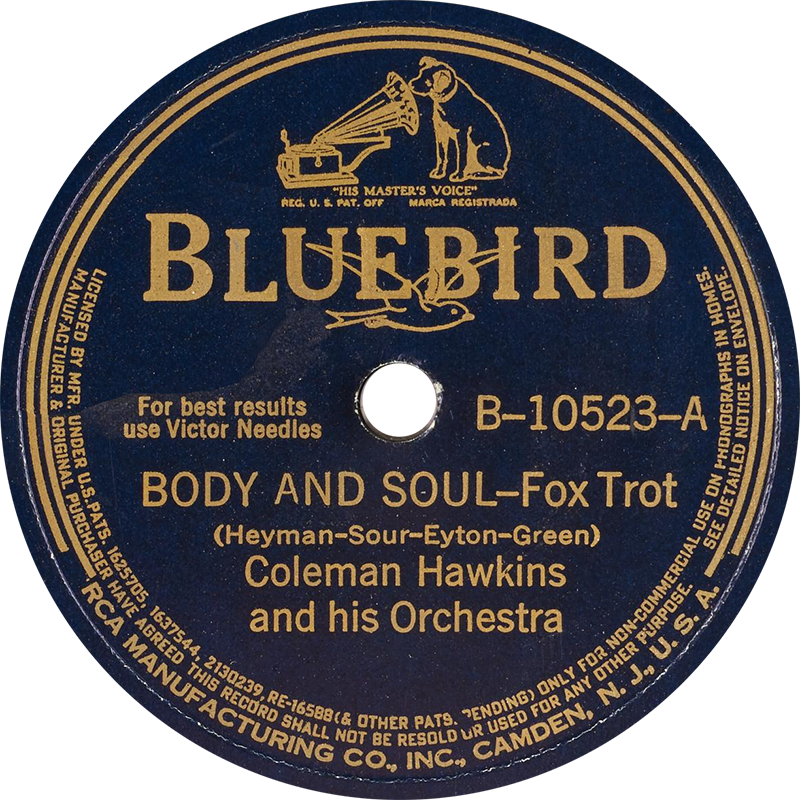 "HIS MASTER'S VOICE"
REG. U. S. PAT. OFF MARCA REGISTRADA
BLUEBIRD
For best results
use Victor Needles
B-10523-A
BODY AND SOUL-Fox Trot
(Heyman-Sour-Eyton-Green)
Coleman Hawkins
and his Orchestra
LICENSED BY MFR. UNDER U.S. PATS. 1625705, 1637544, 2130239, RE-16588 (& OTHER PATS. PENDING) ONLY FOR NON-COMMERCIAL USE ON PHONOGRAPHS IN HOMES.
MANUFACTURER & ORIGINAL PURCHASER HAVE AGREED THIS RECORD SHALL NOT BE RESOLD OR USED FOR ANY OTHER PURPOSE. SEE DETAILED NOTICE ON ENVELOPE.
RCA MANUFACTURING CO., INC., CAMDEN, N. J., U. S. A.